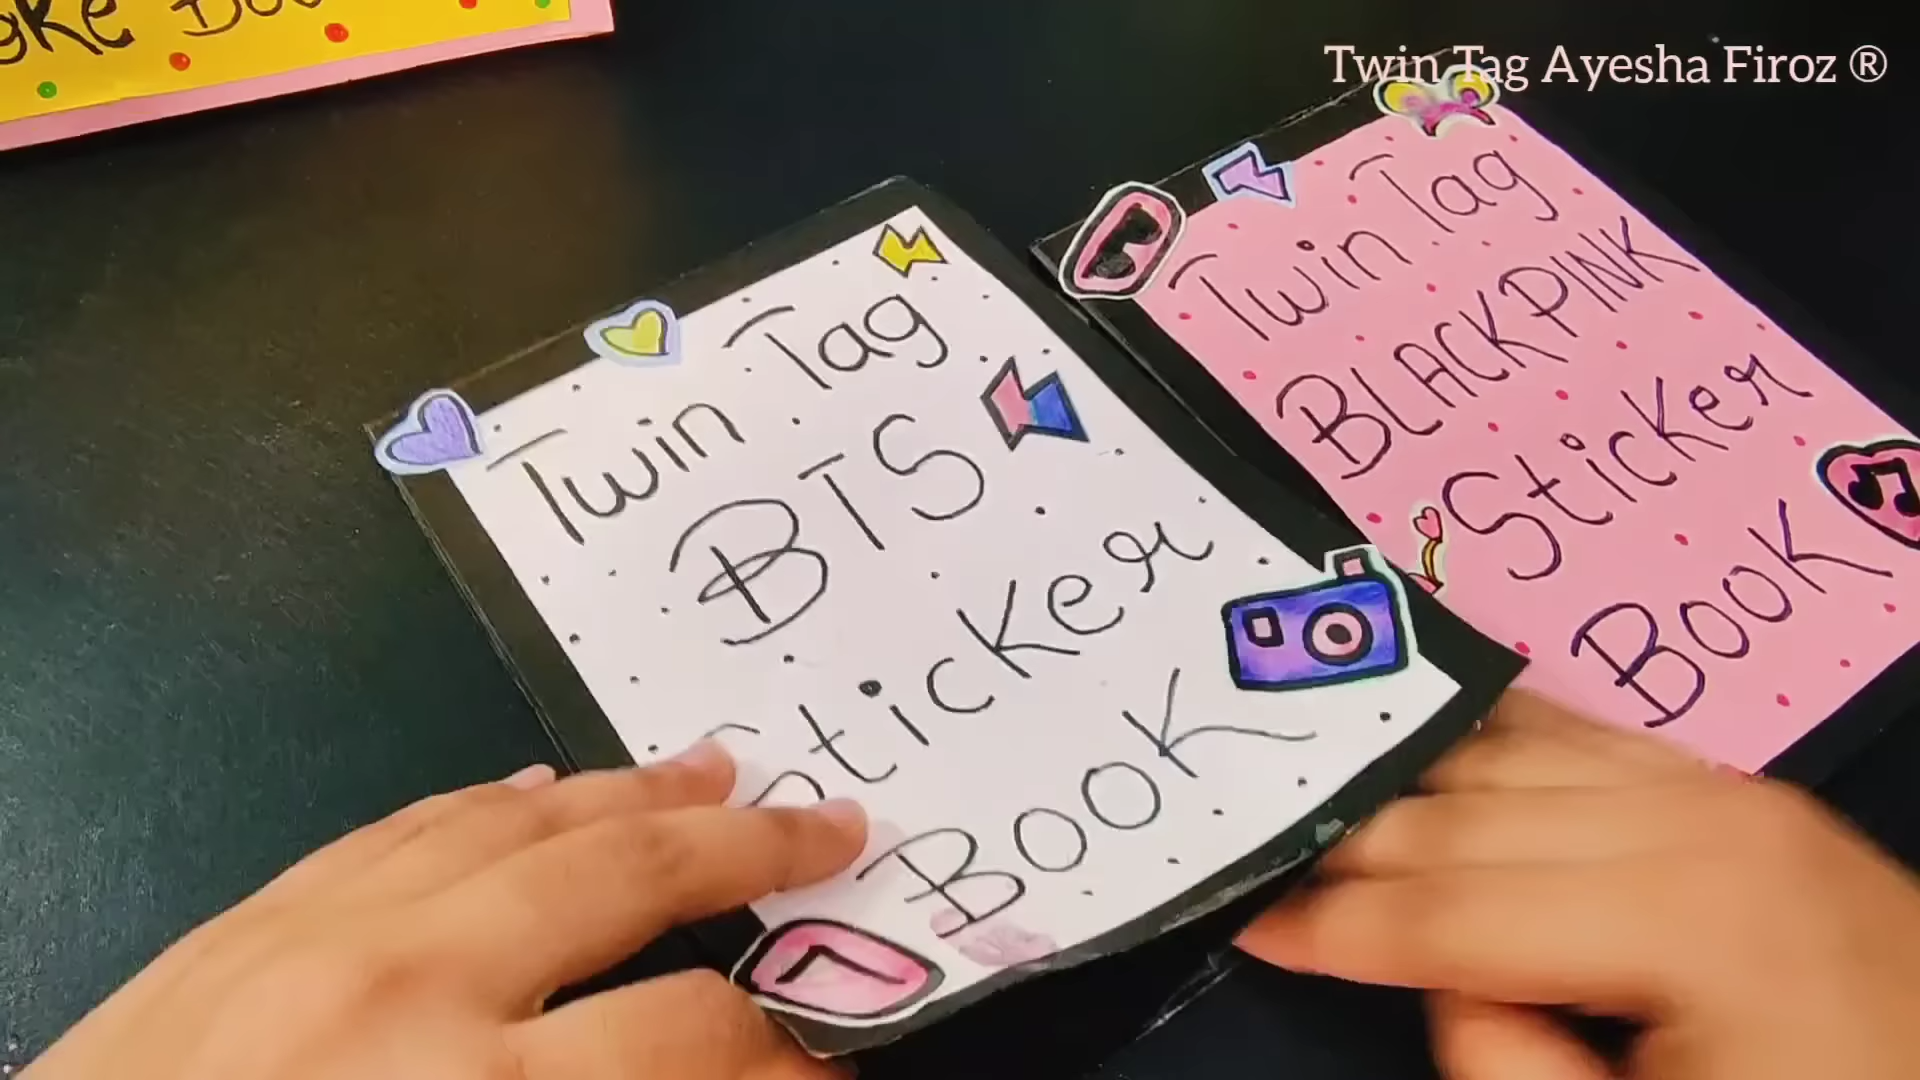 Twin Tag Ayesha Firoz ®
Twin Tag
BTS
Sticker
Book
Twin Tag
BLACKPINK
Sticker
Book